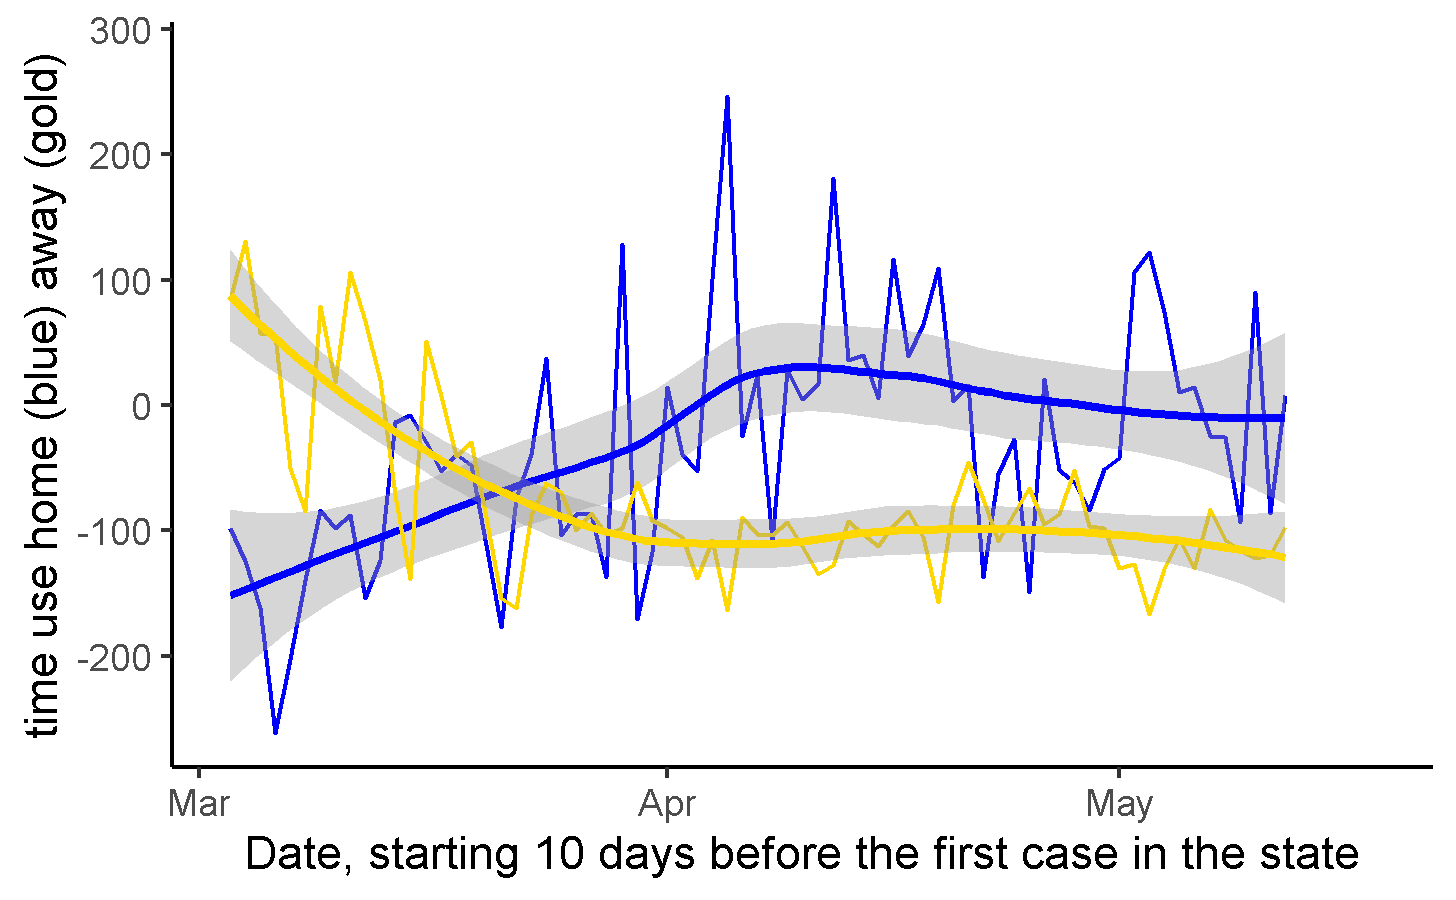 time use home (blue) away (gold)
300
200
100
0
-100
-200
Mar
Apr
May
Date, starting 10 days before the first case in the state